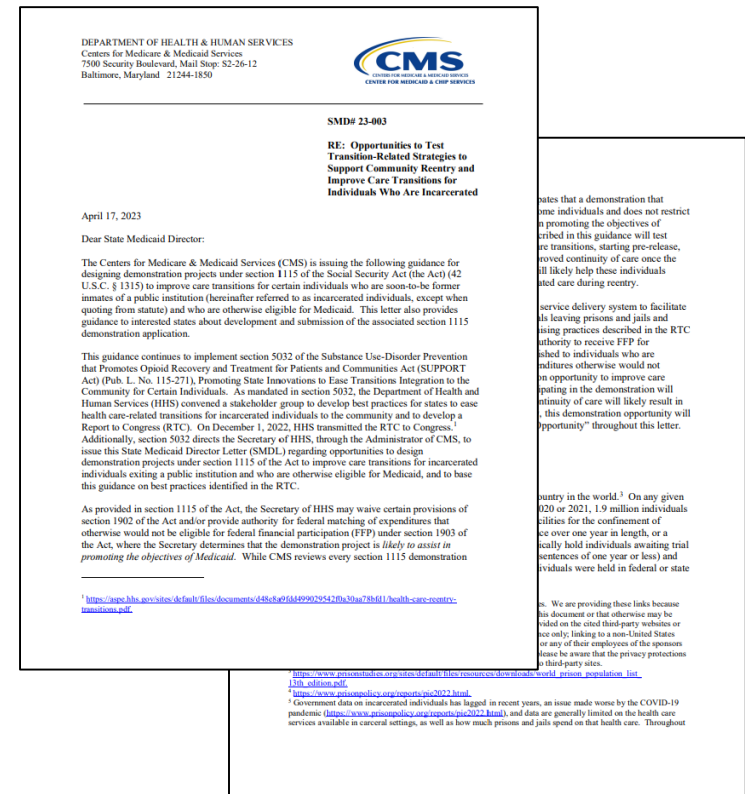 DEPARTMENT OF HEALTH & HUMAN SERVICES
Centers for Medicare & Medicaid Services
7500 Security Boulevard, Mail Stop: S2-26-12
Baltimore, Maryland 21244-1850
CMS
CENTERS FOR MEDICARE & MEDICAID SERVICES
CENTER FOR MEDICAID & CHIP SERVICES
SMD# 23-003
RE: Opportunities to Test
Transition-Related Strategies to
Support Community Reentry and
Improve Care Transitions for
Individuals Who Are Incarcerated
April 17, 2023
Dear State Medicaid Director:
The Centers for Medicare & Medicaid Services (CMS) is issuing the following guidance for
designing demonstration projects under section 1115 of the Social Security Act (the Act) (42
U.S.C. § 1315) to improve care transitions for certain individuals who are soon-to-be former
inmates of a public institution (hereinafter referred to as incarcerated individuals, except when
quoting from statute) and who are otherwise eligible for Medicaid. This letter also provides
guidance to interested states about development and submission of the associated section 1115
demonstration application.
This guidance continues to implement section 5032 of the Substance Use-Disorder Prevention
that Promotes Opioid Recovery and Treatment for Patients and Communities Act (SUPPORT
Act) (Pub. L. No. 115-271), Promoting State Innovations to Ease Transitions Integration to the
Community for Certain Individuals. As mandated in section 5032, the Department of Health and
Human Services (HHS) convened a stakeholder group to develop best practices for states to ease
health care-related transitions for incarcerated individuals to the community and to develop a
Report to Congress (RTC). On December 1, 2022, HHS transmitted the RTC to Congress.1
Additionally, section 5032 directs the Secretary of HHS, through the Administrator of CMS, to
issue this State Medicaid Director Letter (SMDL) regarding opportunities to design
demonstration projects under section 1115 of the Act to improve care transitions for incarcerated
individuals exiting a public institution and who are otherwise eligible for Medicaid, and to base
this guidance on best practices identified in the RTC.
As provided in section 1115 of the Act, the Secretary of HHS may waive certain provisions of
section 1902 of the Act and/or provide authority for federal matching of expenditures that
otherwise would not be eligible for federal financial participation (FFP) under section 1903 of
the Act, where the Secretary determines that the demonstration project is likely to assist in
promoting the objectives of Medicaid. While CMS reviews every section 1115 demonstration
1 https://aspe.hhs.gov/sites/default/files/documents/d48e8a9fdd499029542f0a30aa78bfd1/health-care-reentry-
transitions.pdf.
pates that a demonstration that
ome individuals and does not restrict
n promoting the objectives of
cribed in this guidance will test
re transitions, starting pre-release,
roved continuity of care once the
ill likely help these individuals
ated care during reentry.
service delivery system to facilitate
ls leaving prisons and jails and
ising practices described in the RTC
uthority to receive FFP for
ished to individuals who are
nditures otherwise would not
on opportunity to improve care
ipating in the demonstration will
ntinuity of care will likely result in
, this demonstration opportunity will
Opportunity” throughout this letter.
ountry in the world.3 On any given
020 or 2021, 1.9 million individuals
cilities for the confinement of
ce over one year in length, or a
ically hold individuals awaiting trial
sentences of one year or less) and
ividuals were held in federal or state
es. We are providing these links because
his document or that otherwise may be
vided on the cited third-party websites or
nce only; linking to a non-United States
or any of their employees of the sponsors
lease be aware that the privacy protections
o third-party sites.
3 https://www.prisonstudies.org/sites/default/files/resources/downloads/world_prison_population_list_
13th_edition.pdf.
4 https://www.prisonpolicy.org/reports/pie2022.html.
5 Government data on incarcerated individuals has lagged in recent years, an issue made worse by the COVID-19
pandemic (https://www.prisonpolicy.org/reports/pie2022.html), and data are generally limited on the health care
services available in carceral settings, as well as how much prisons and jails spend on that health care. Throughout